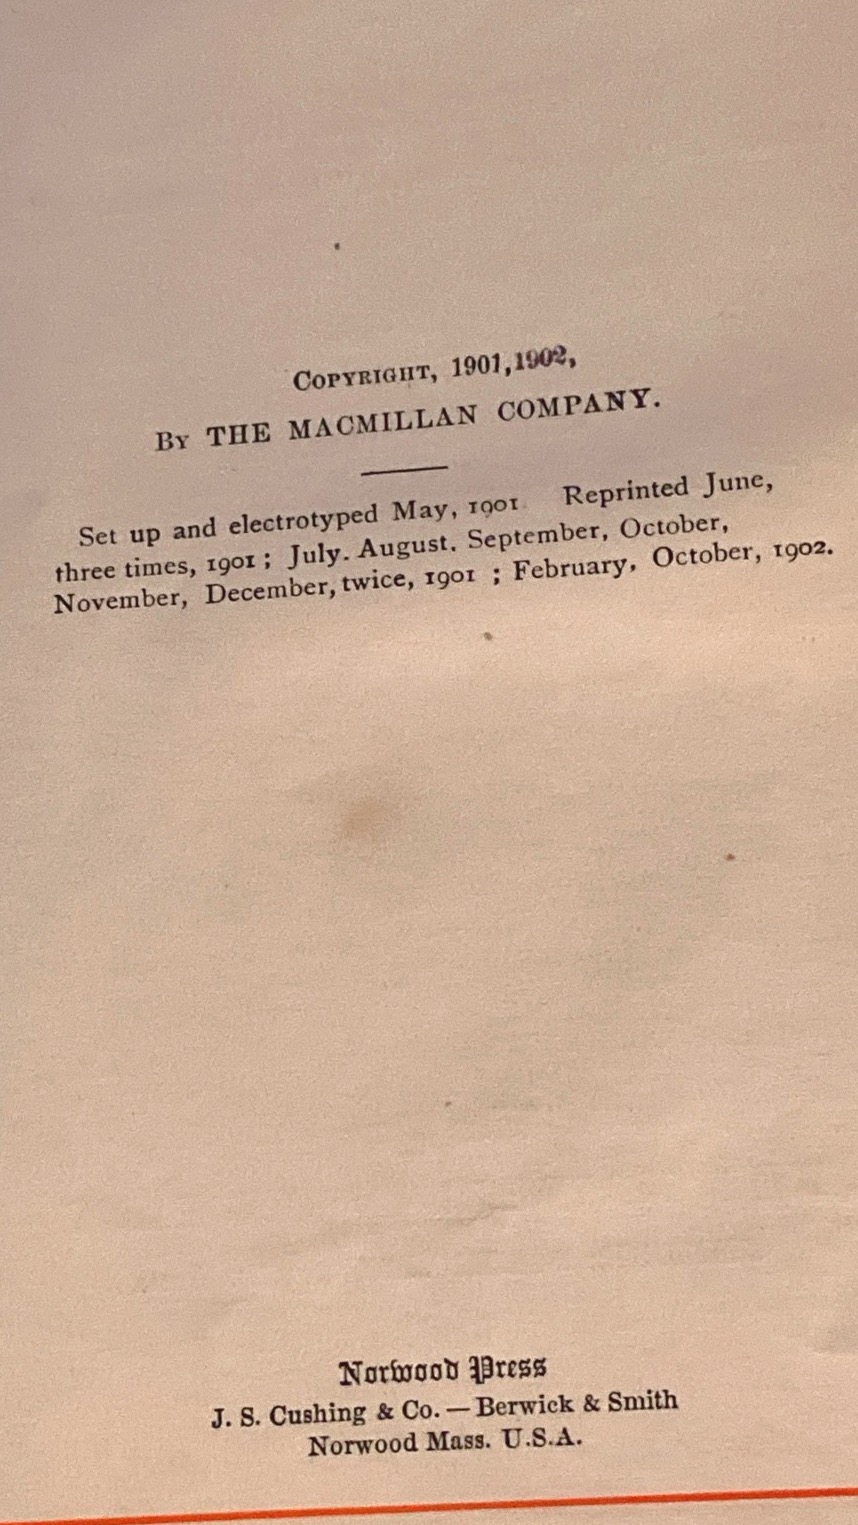 COPYRIGHT, 1901,1902,
BY THE MACMILLAN COMPANY.
Set up and electrotyped May, 1901 Reprinted June,
three times, 1901 ; July. August. September, October,
November, December, twice, 1901 ; February, October, 1902.
Norwood Press
J. S. Cushing & Co. — Berwick & Smith
Norwood Mass. U.S.A.